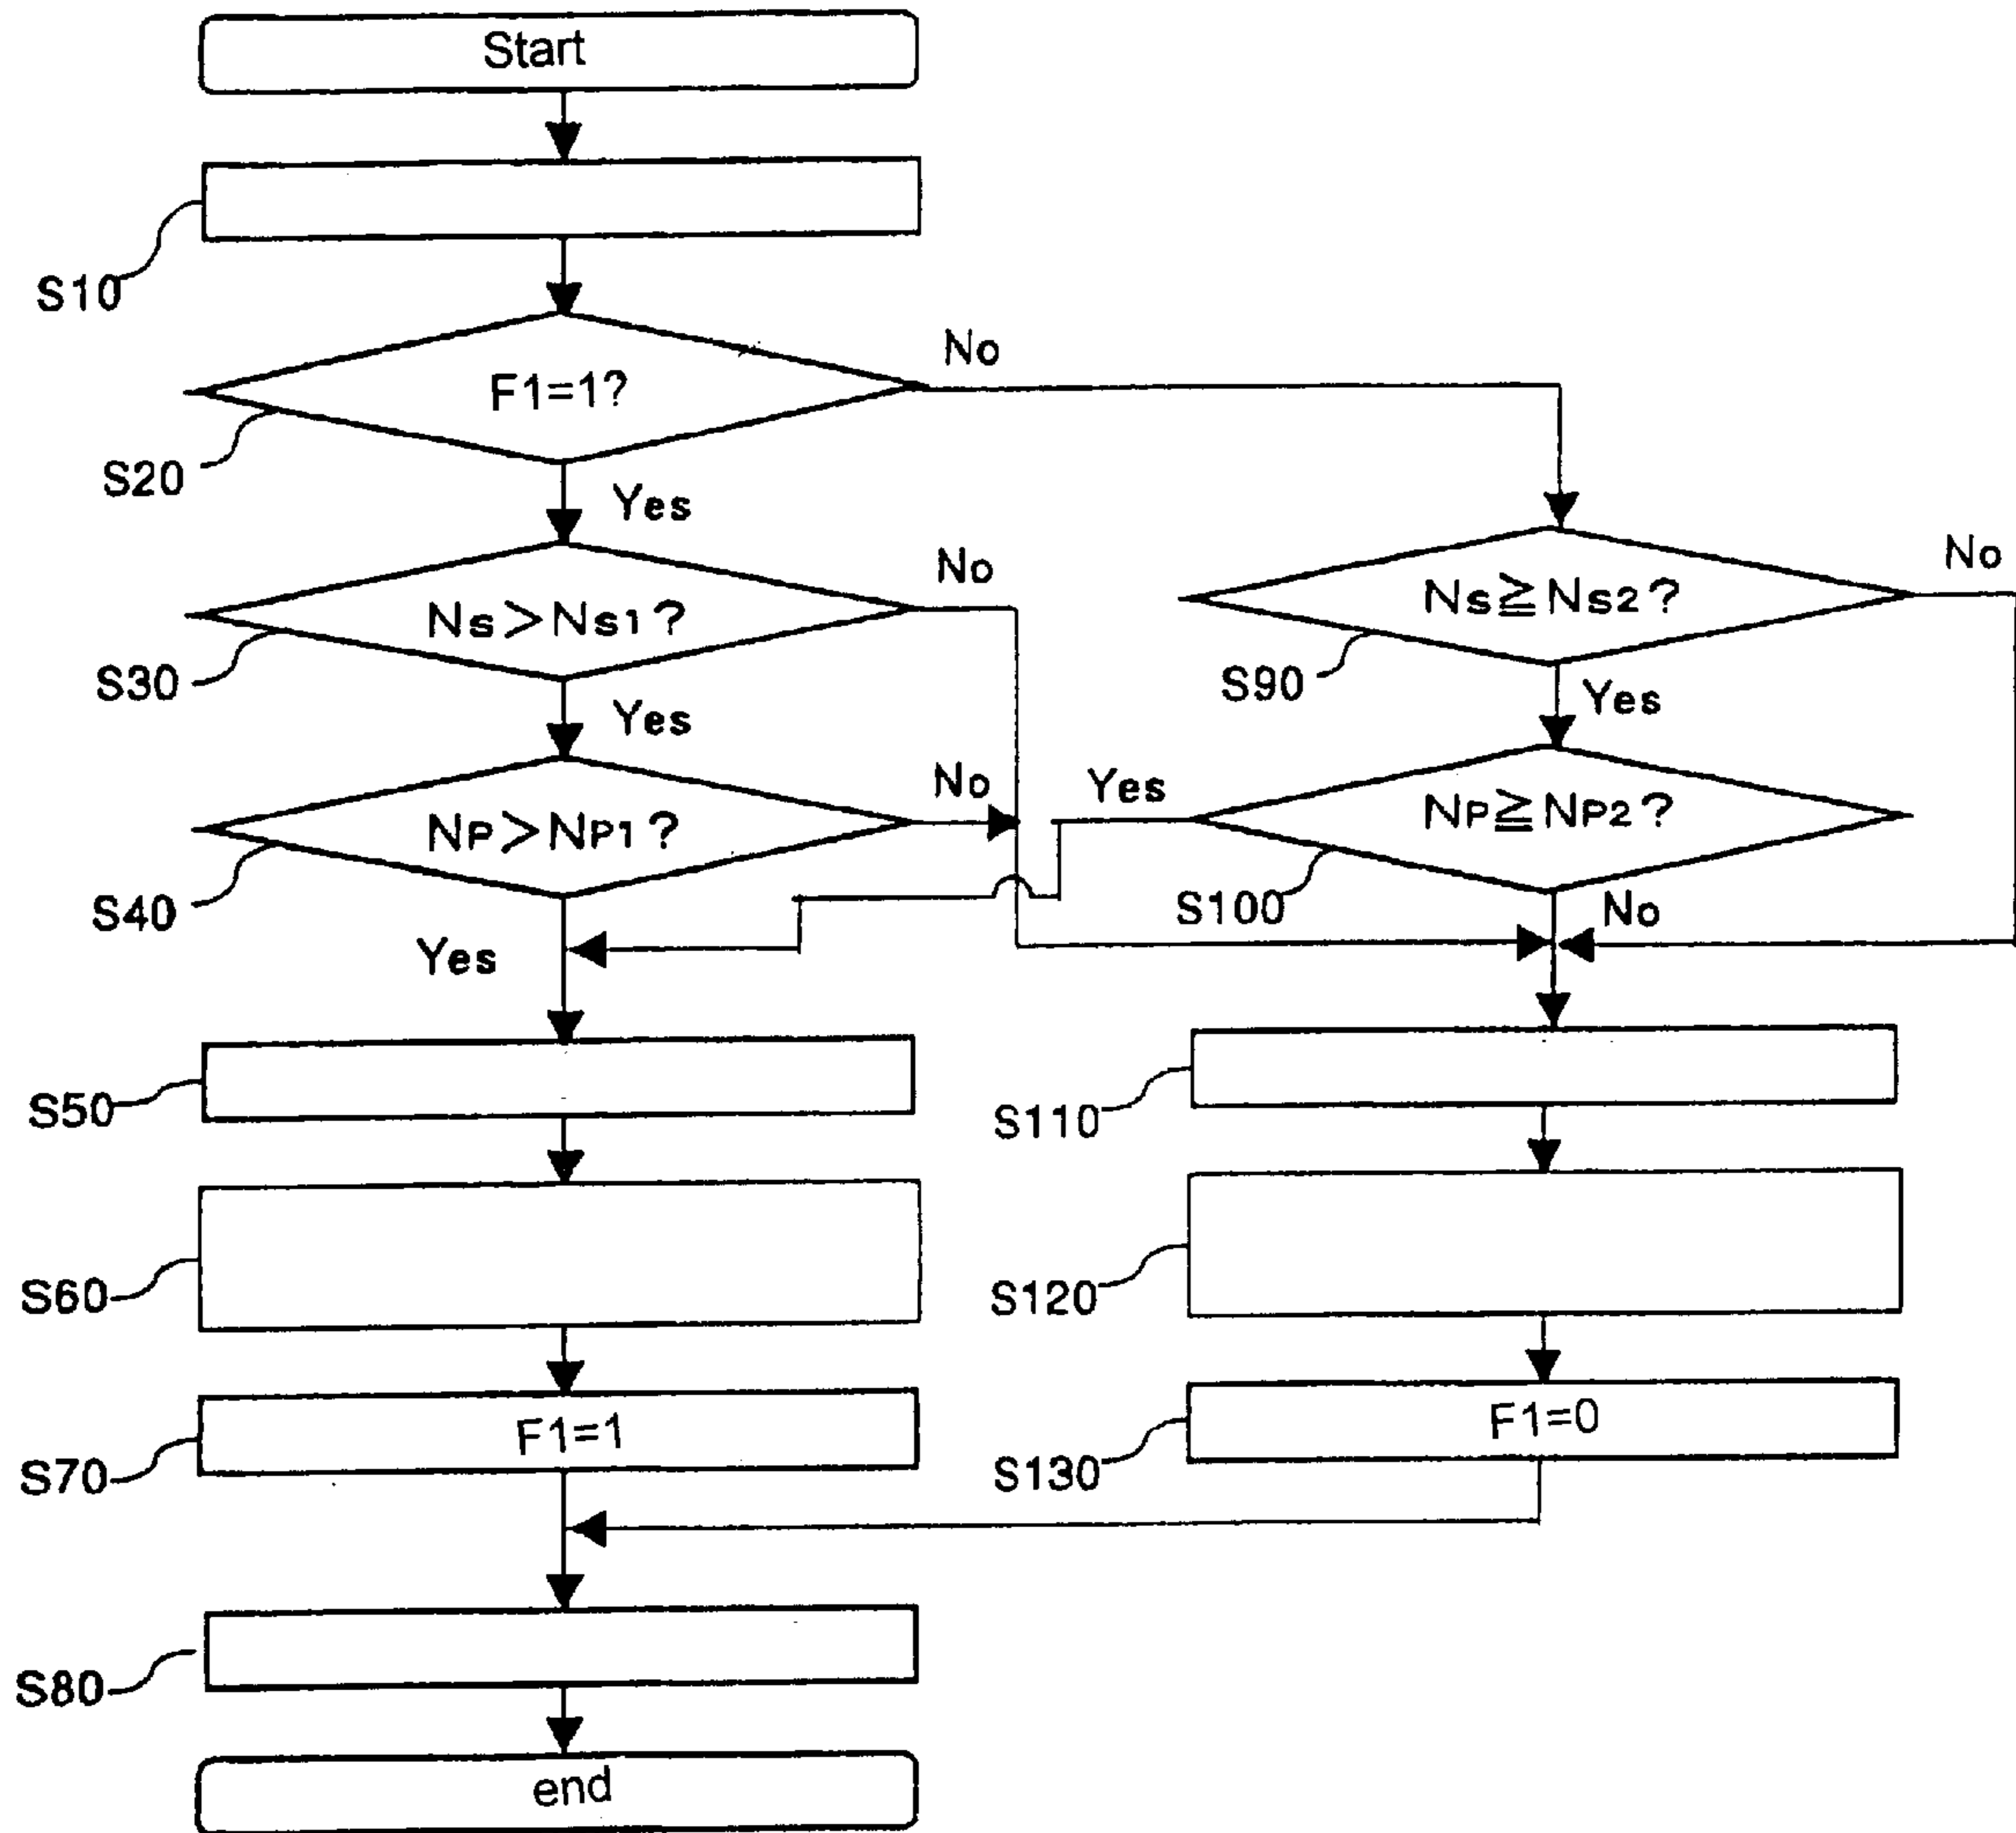 Start
S10
F1=1?
No
S20
Yes
Ns>Ns1?
No
S30
Yes
Ns≧Ns2?
No
S90
Yes
NP>NP1?
No
S40
Yes
NP≧NP2?
Yes
S100
No
S50
S110
S60
S120
F1=1
S70
F1=0
S130
S80
end